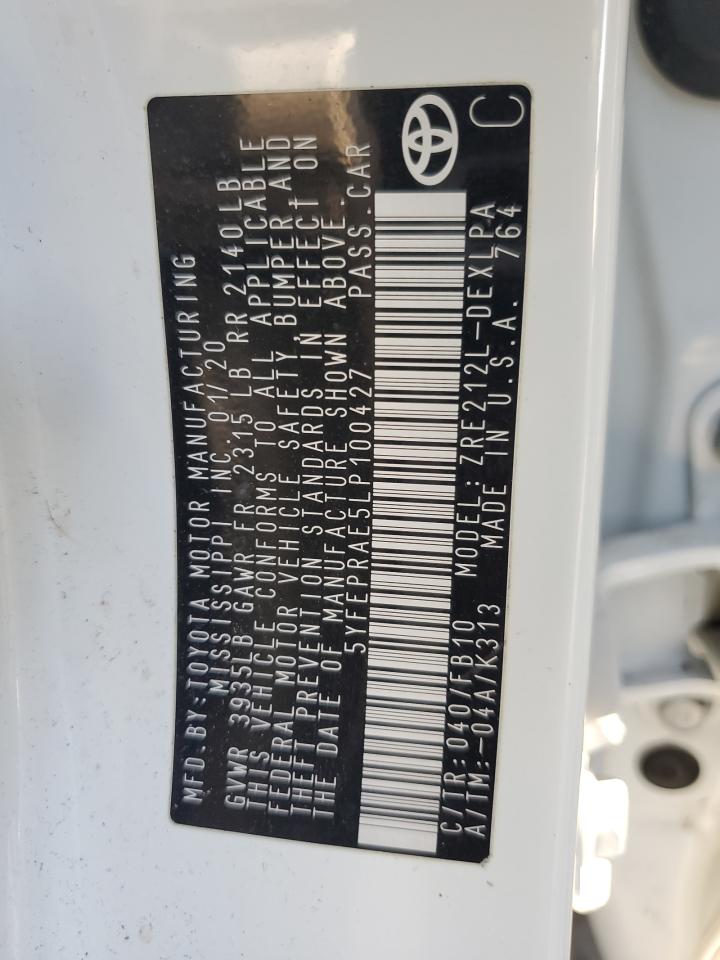 MFD.BY:TOYOTA MOTOR MANUFACTURING
MISSISSIPPI INC.01/20
GVWR 3935LB GAWR FR 2315 LB RR 2140LB
THIS VEHICLE CONFORMS TO ALL APPLICABLE
FEDERAL MOTOR VEHICLE SAFETY, BUMPER,AND
THEFT PREVENTION STANDARDS IN EFFECT ON
THE DATE OF MANUFACTURE SHOWN ABOVE.
5YFEPRAE5LP100427 PASS.CAR
C/TR:040/FB10 MODEL:ZRE212L-DEXLPA
A/TM:-04A/K313 MADE IN U.S.A. 764
C